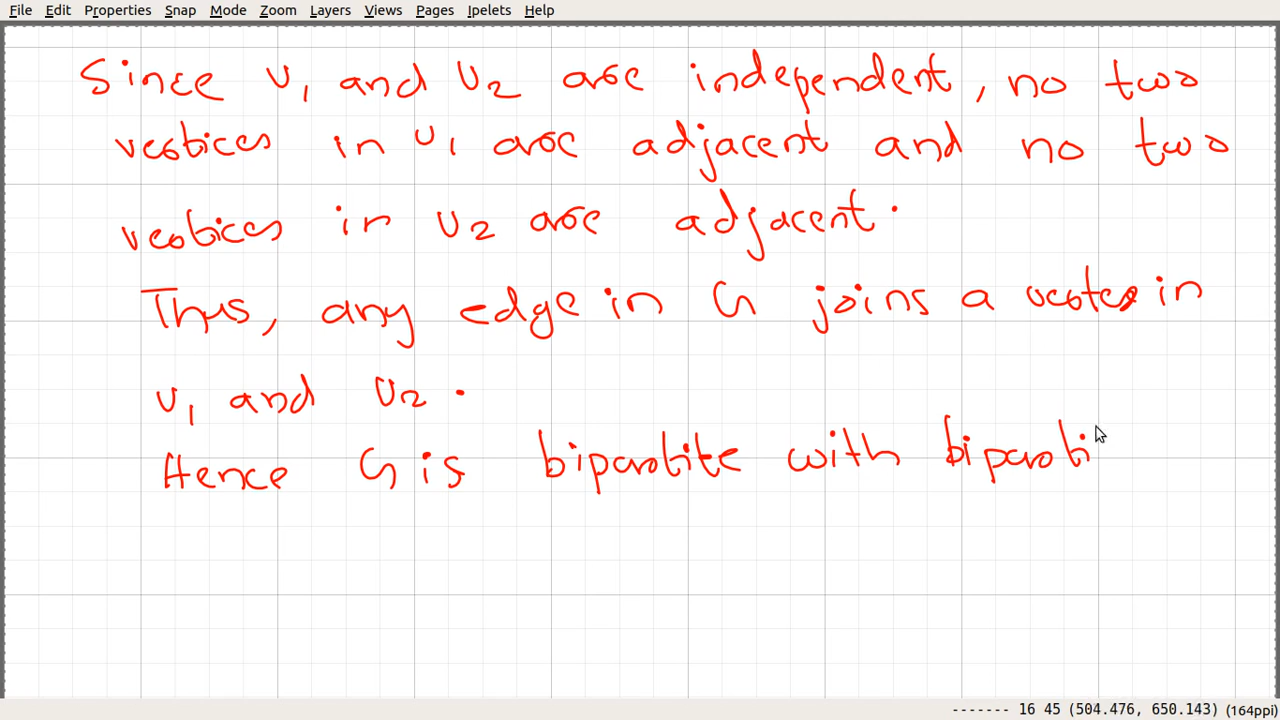 File Edit Properties Snap Mode Zoom Layers Views Pages Ipelets Help
Since V1 and V2 are independent, no two
vertices in V1 are adjacent and no two
vertices in V2 are adjacent.
Thus, any edge in G joins a vertex in
V1 and V2.
Hence G is bipartite with biparti
------- 16 45 (504.476, 650.143) (164ppi)